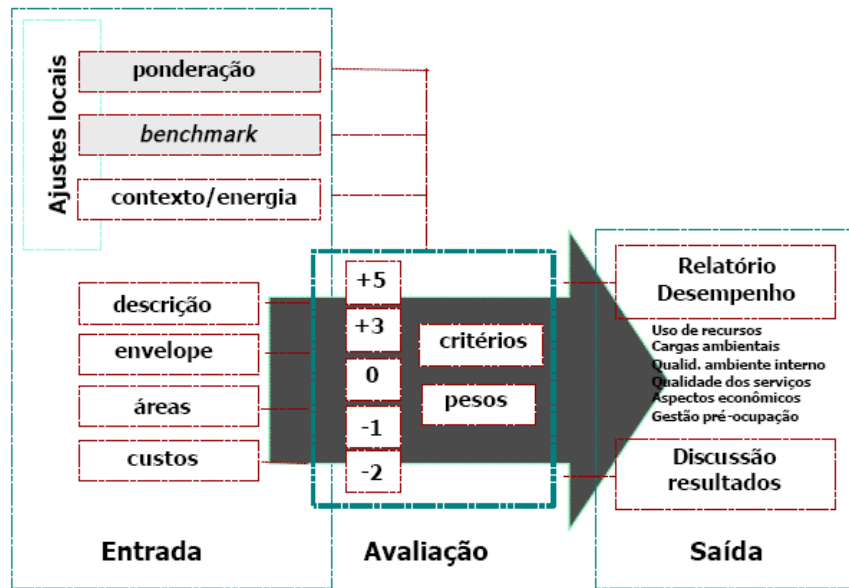 Ajustes locais
ponderação
benchmark
contexto/energia
descrição
envelope
áreas
custos
Entrada
+5
+3
0
-1
-2
critérios
pesos
Avaliação
Relatório
Desempenho
Uso de recursos
Cargas ambientais
Qualid. ambiente interno
Qualidade dos serviços
Aspectos econômicos
Gestão pré-ocupação
Discussão
resultados
Saída